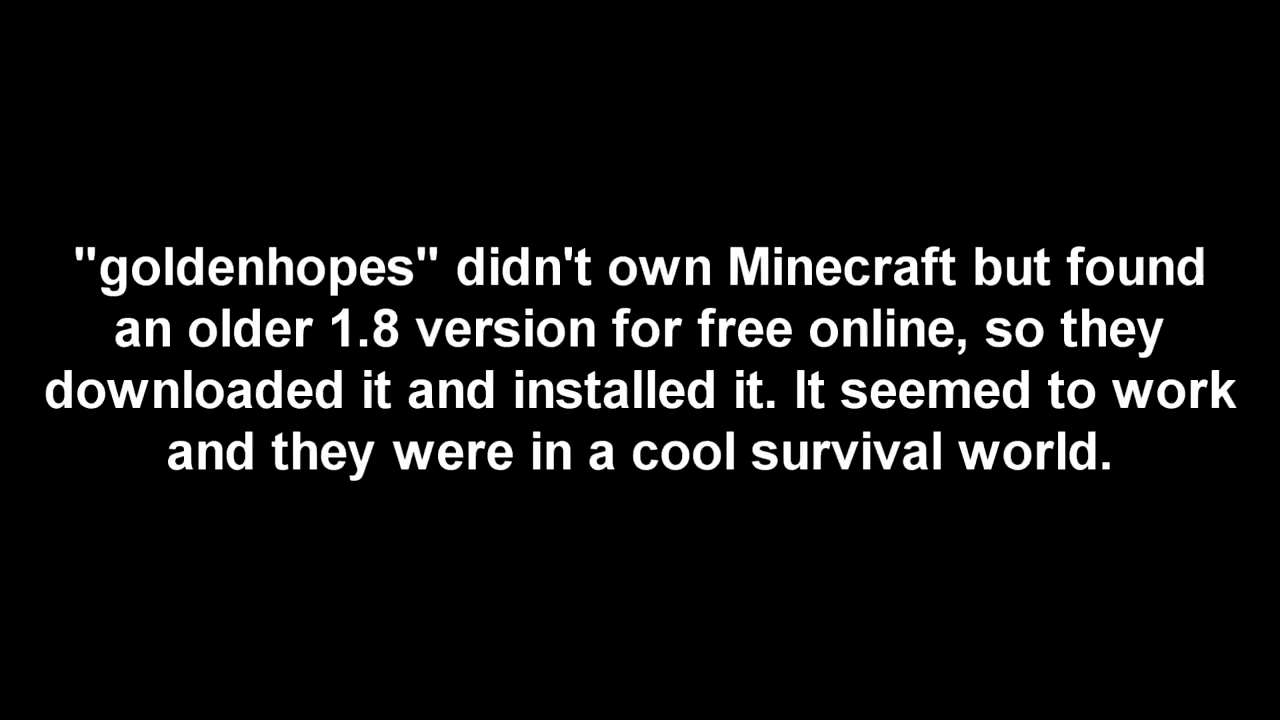 "goldenhopes" didn't own Minecraft but found
an older 1.8 version for free online, so they
downloaded it and installed it. It seemed to work
and they were in a cool survival world.